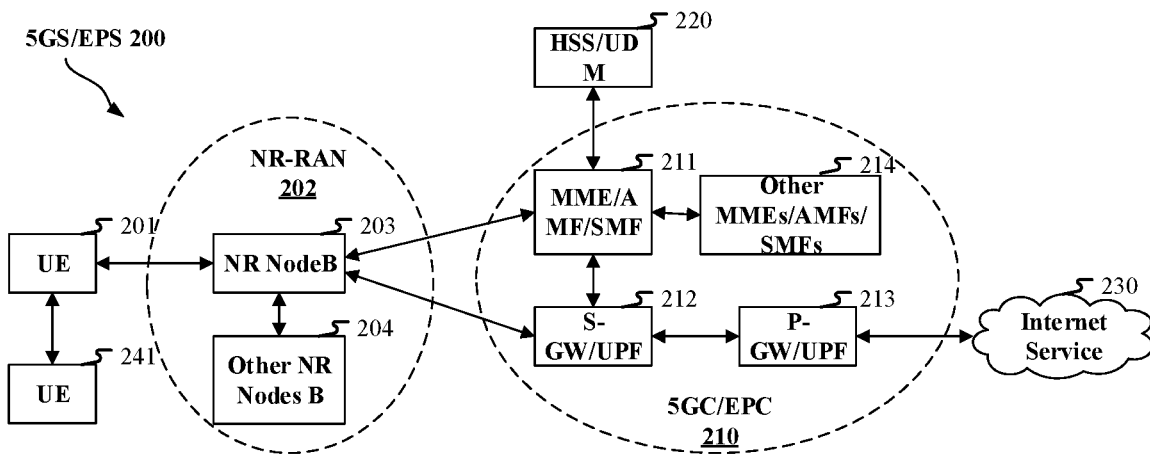 5GS/EPS 200
220
HSS/UD
M
NR-RAN
202
211
MME/A
MF/SMF
214
Other
MMEs/AMFs/
SMFs
201
UE
203
NR NodeB
204
Other NR
Nodes B
241
UE
212
S-
GW/UPF
213
P-
GW/UPF
230
Internet
Service
5GC/EPC
210